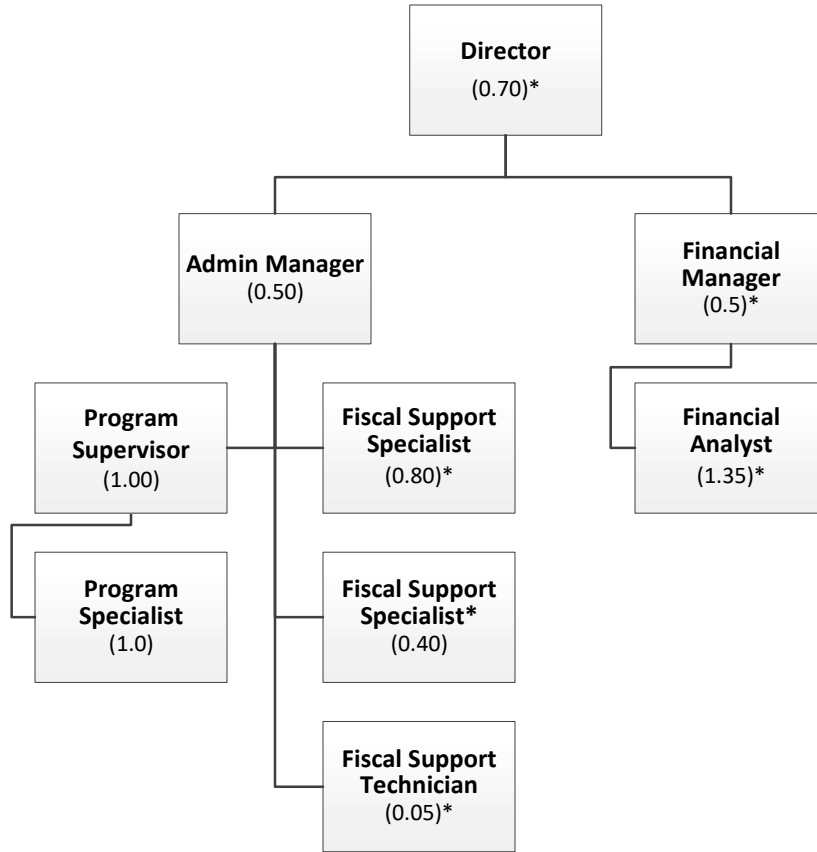 Director
(0.70)*
Admin Manager
(0.50)
Financial
Manager
(0.5)*
Program
Supervisor
(1.00)
Fiscal Support
Specialist
(0.80)*
Financial
Analyst
(1.35)*
Program
Specialist
(1.0)
Fiscal Support
Specialist*
(0.40)
Fiscal Support
Technician
(0.05)*